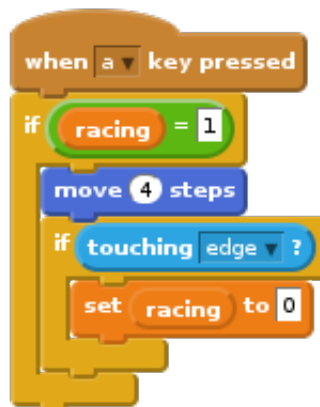 when a key pressed
if racing = 1
move 4 steps
if touching edge ?
set racing to 0